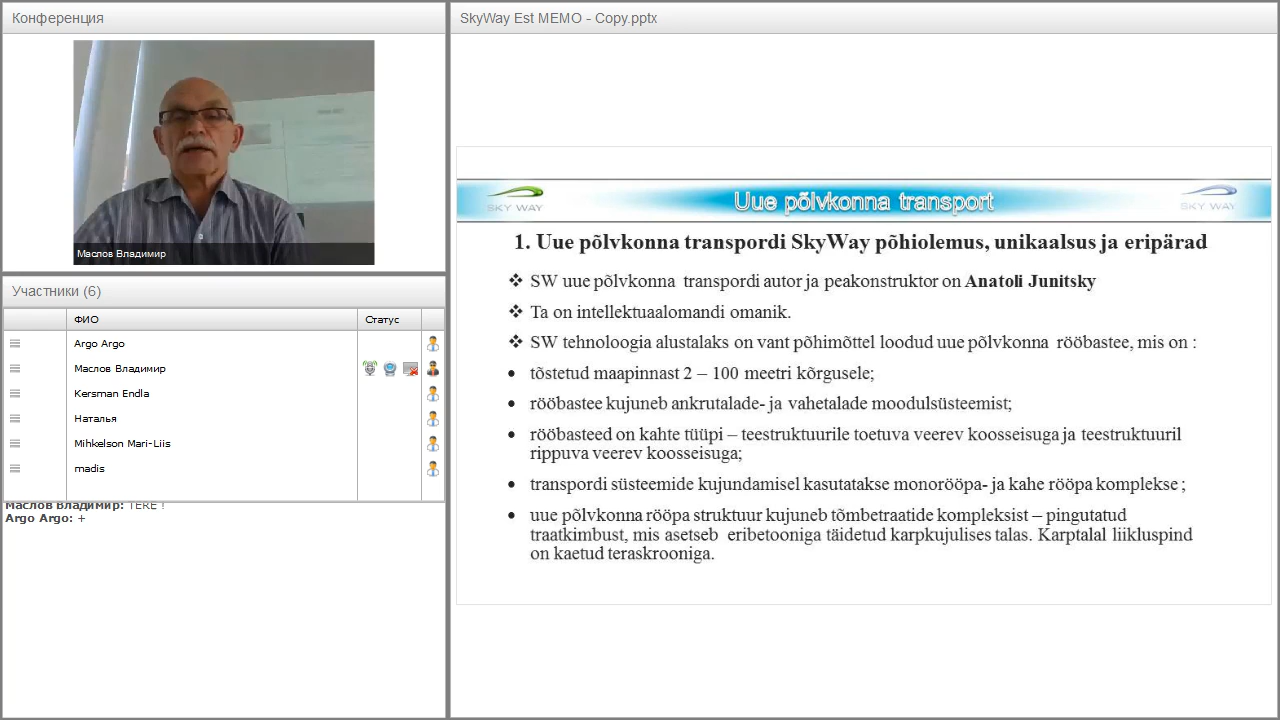 Конференция
Маслов Владимир
Участники (6)
ФИО
Статус
Argo Argo
Маслов Владимир
Kersman Endla
Наталья
Mihkelson Mari-Liis
madis
Маслов Владимир: TERE !
Argo Argo: +
SkyWay Est MEMO - Copy.pptx
SKY WAY
Uue põlvkonna transport
SKY WAY
1. Uue põlvkonna transpordi SkyWay põhiolemus, unikaalsus ja eripärad
❖ SW uue põlvkonna transpordi autor ja peakonstruktor on Anatoli Junitsky
❖ Ta on intellektuaalomandi omanik.
❖ SW tehnoloogia alustalaks on vant põhimõttel loodud uue põlvkonna rööbastee, mis on :
• tõstetud maapinnast 2 – 100 meetri kõrgusele;
• rööbastee kujuneb ankrutalade- ja vahetalade moodulsüsteemist;
• rööbasteed on kahte tüüpi – teestruktuurile toetuva veerev koosseisuga ja teestruktuuril
rippuva veerev koosseisuga;
• transpordi süsteemide kujundamisel kasutatakse monorööpa- ja kahe rööpa komplekse ;
• uue põlvkonna rööpa struktuur kujuneb tõmbetraatide kompleksist – pingutatud
traatkimbust, mis asetseb eribetooniga täidetud karpkujulises talas. Karptalal liikluspind
on kaetud teraskrooniga.